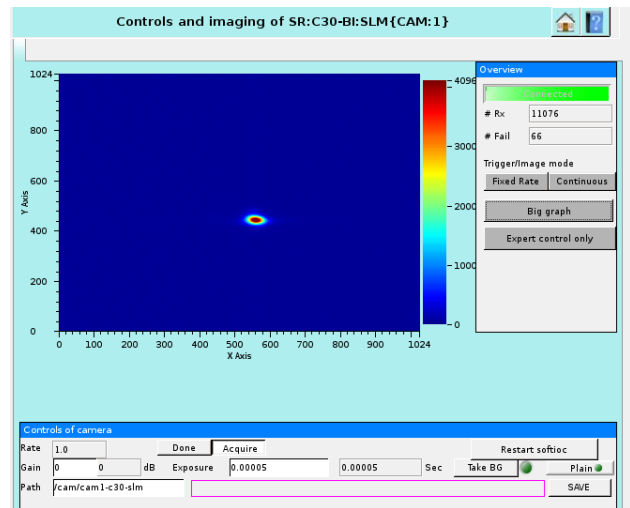 Controls and imaging of SR:C30-BI:SLM{CAM:1}
Overview
Connected
# Rx 11076
# Fail 66
Trigger/Image mode
Fixed Rate Continuous
Big graph
Expert control only
1024
800
600
400
200
0
Y Axis
0 100 200 300 400 500 600 700 800 900 1024
X Axis
4096
3000
2000
1000
0
Controls of camera
Rate 1.0 Done Acquire Restart softioc
Gain 0 0 dB Exposure 0.00005 0.00005 Sec Take BG Plain
Path /cam/cam1-c30-slm SAVE